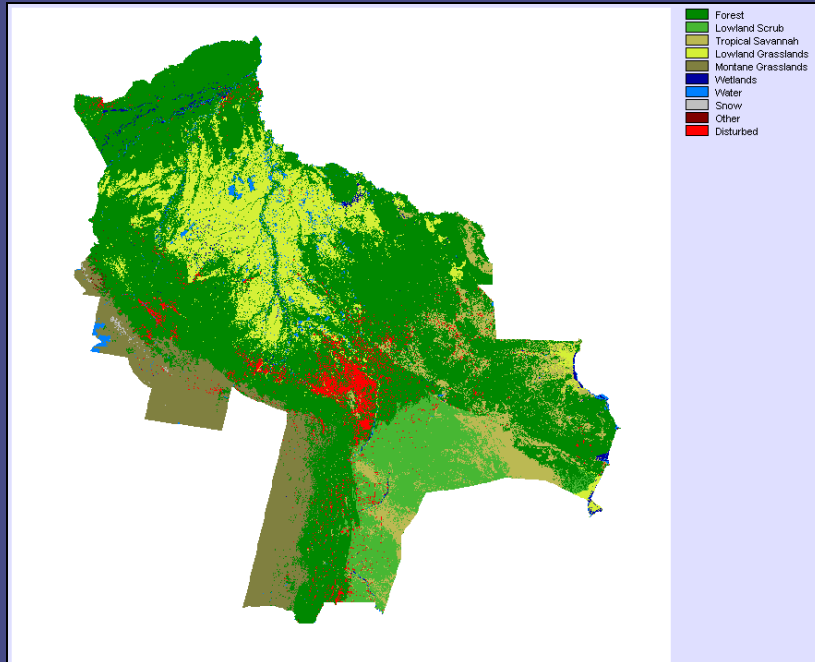 Forest
Lowland Scrub
Tropical Savannah
Lowland Grasslands
Montane Grasslands
Wetlands
Water
Snow
Other
Disturbed